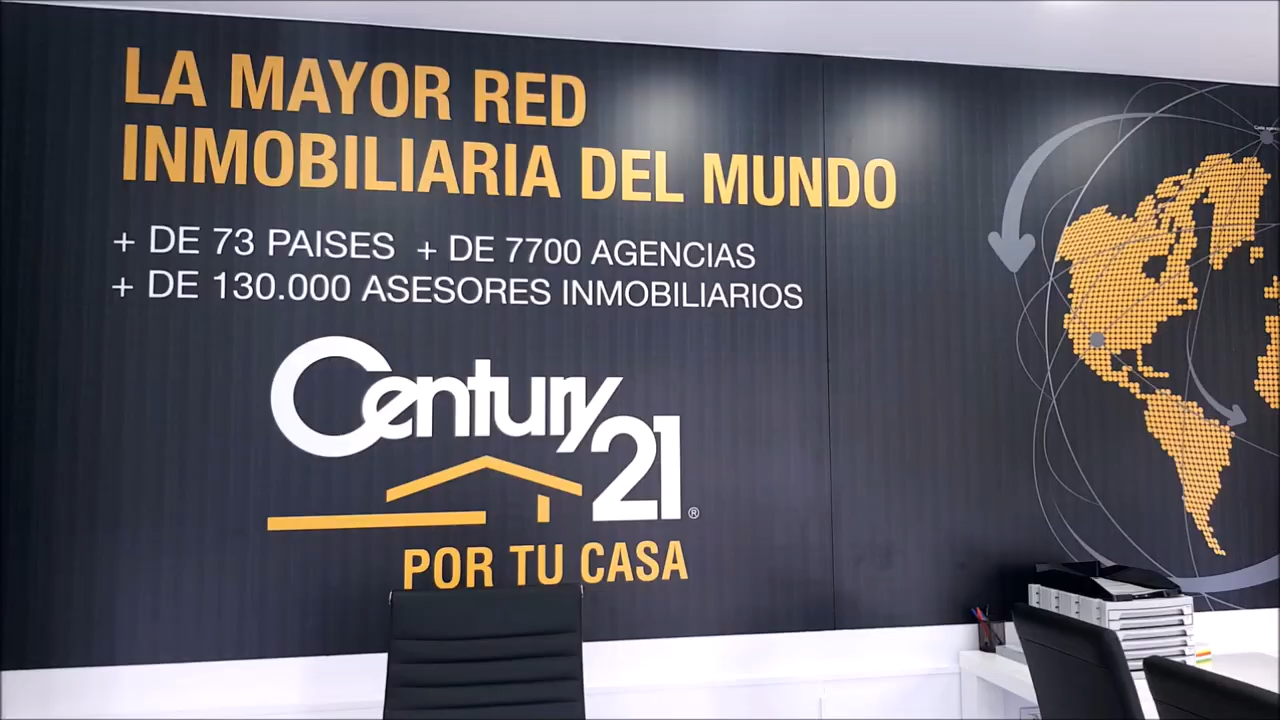 LA MAYOR RED
INMOBILIARIA DEL MUNDO
+ DE 73 PAISES + DE 7700 AGENCIAS
+ DE 130.000 ASESORES INMOBILIARIOS
Century
21®
POR TU CASA